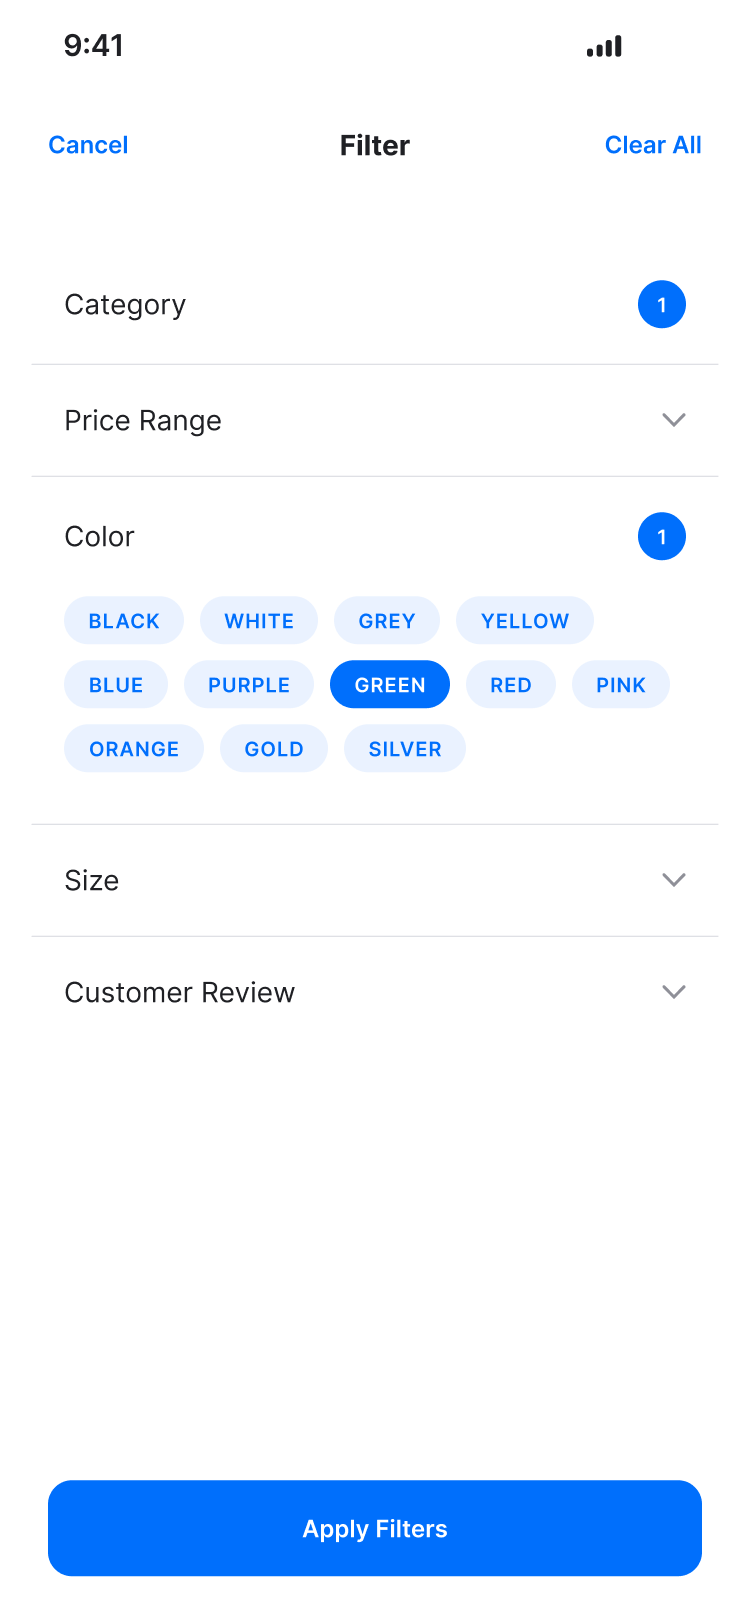 9:41
Cancel Filter Clear All
Category 1
Price Range
Color 1
BLACK WHITE GREY YELLOW
BLUE PURPLE GREEN RED PINK
ORANGE GOLD SILVER
Size
Customer Review
Apply Filters